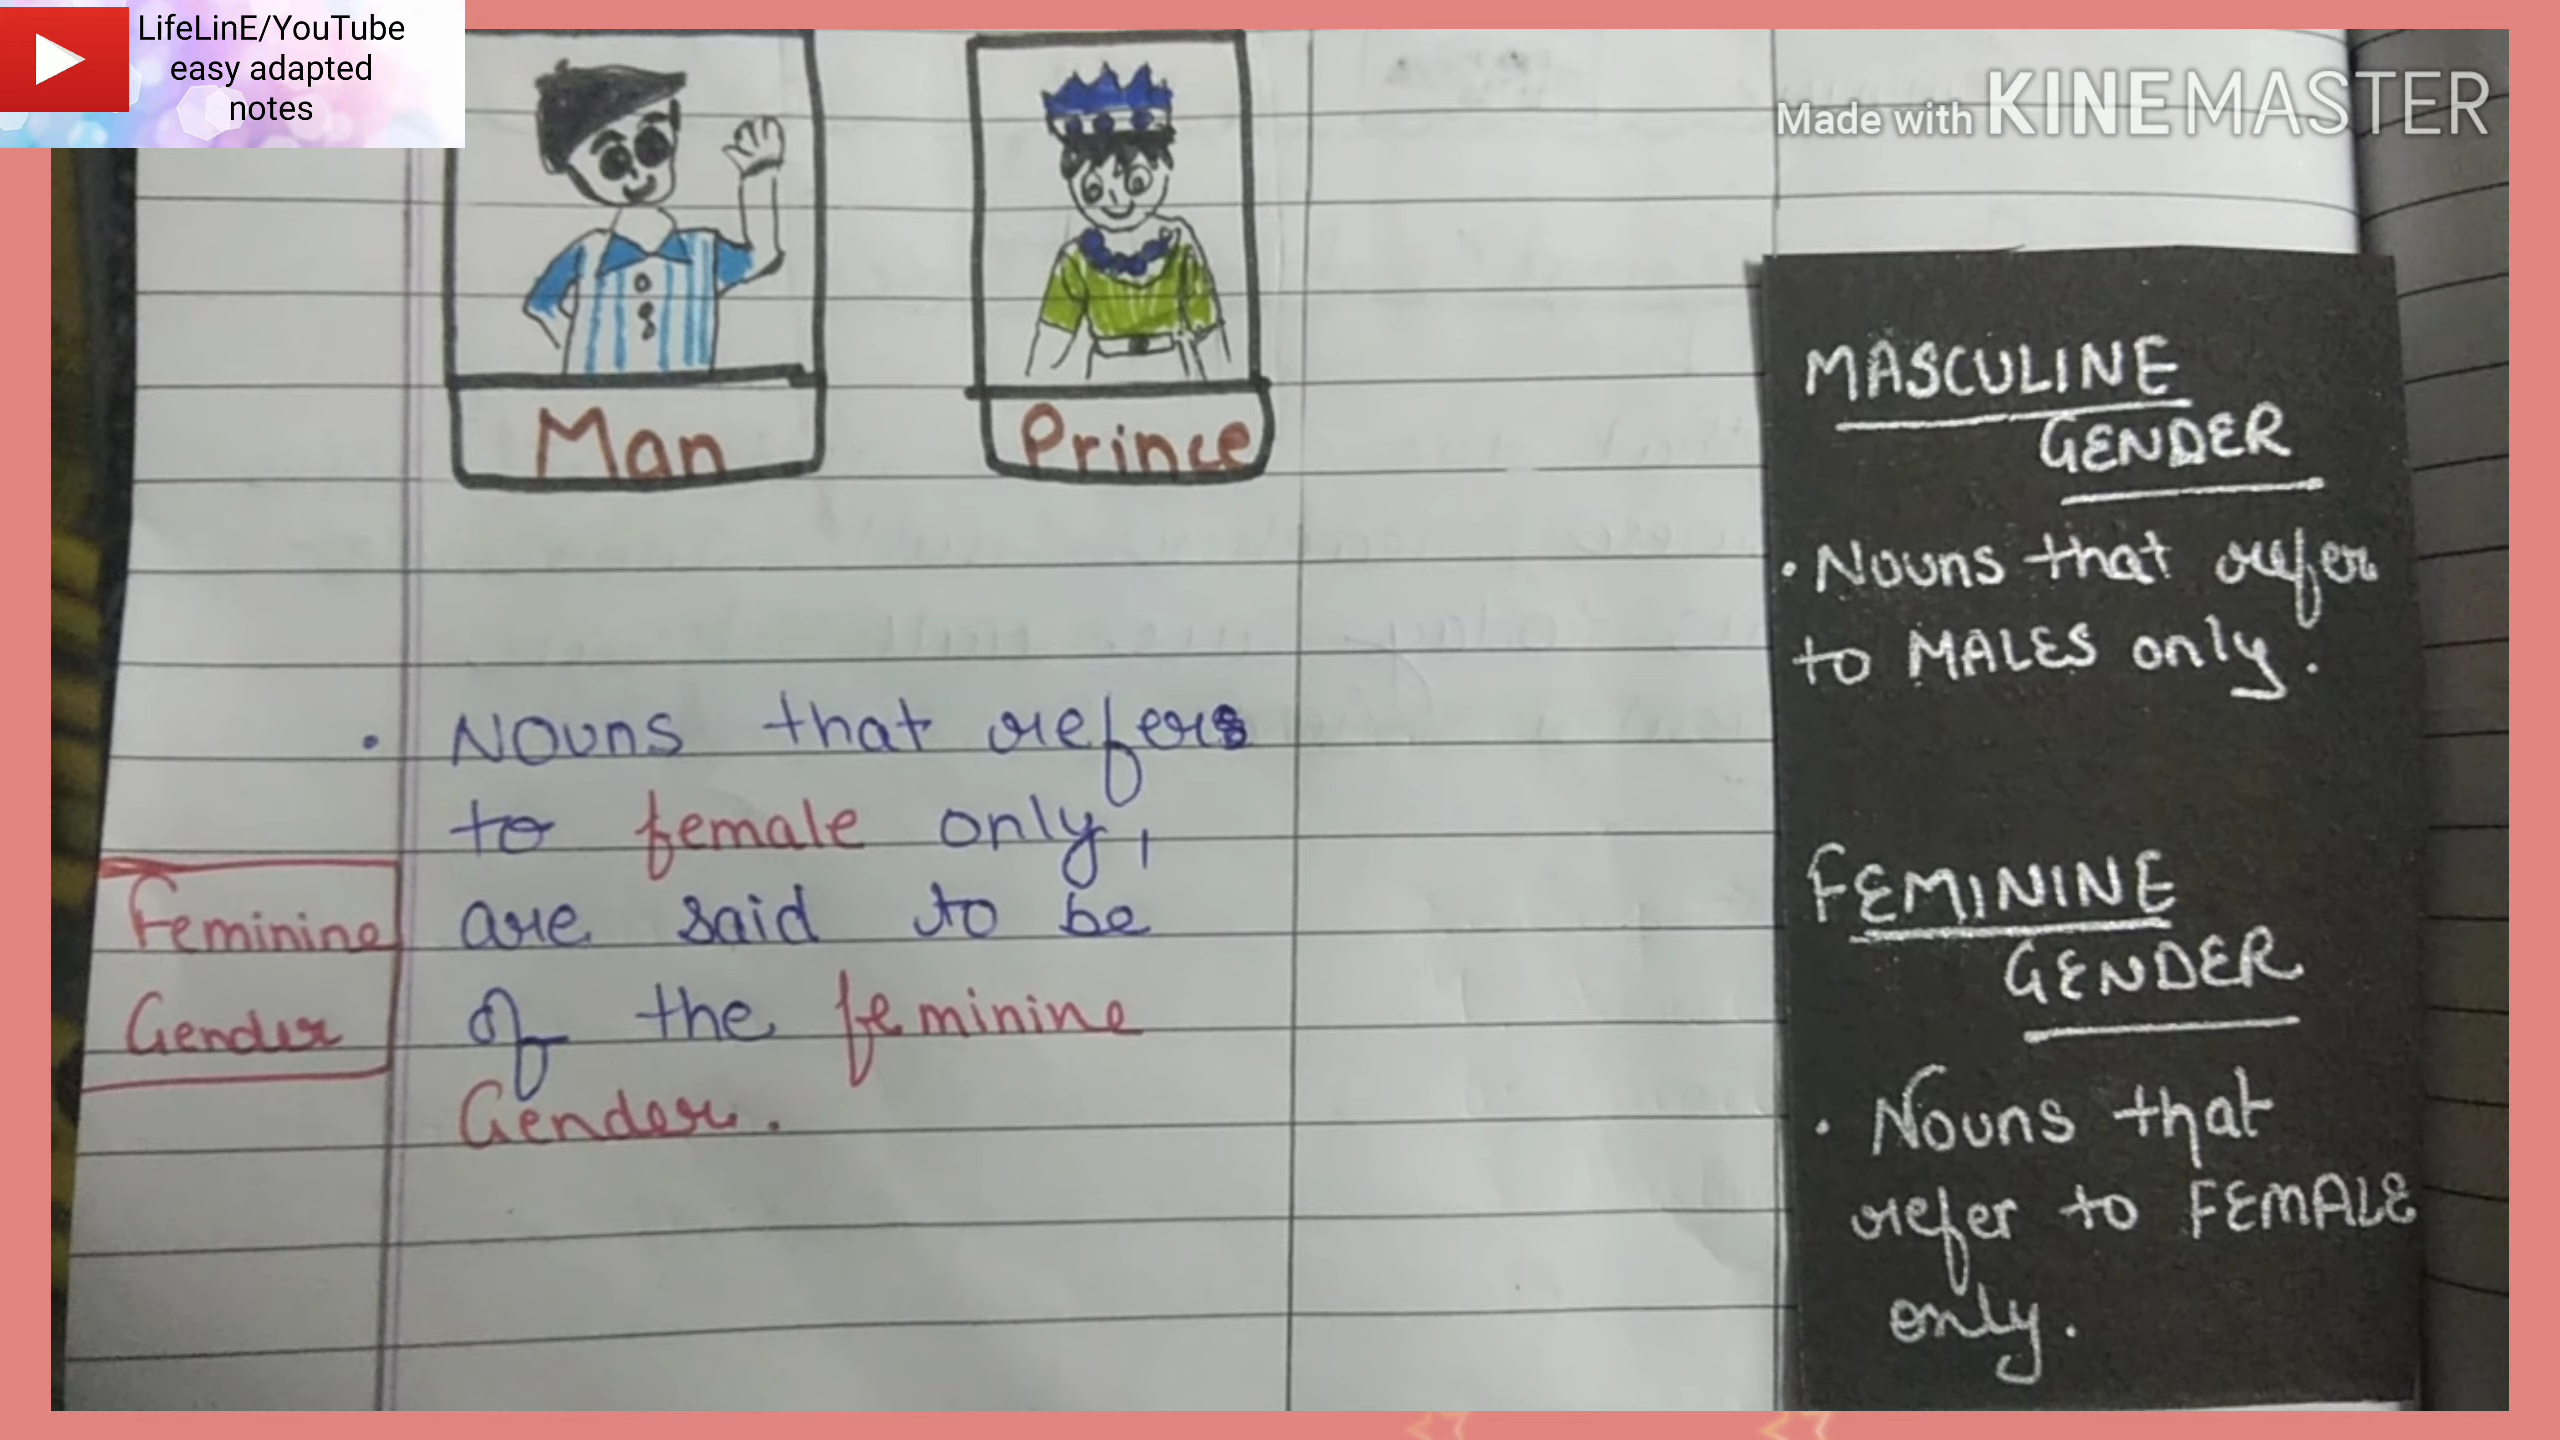 LifeLinE/YouTube
easy adapted
notes
Made with KINEMASTER
Man
Prince
• Nouns that refers
to female only,
are said to be
of the feminine
Gender.
Feminine
Gender
MASCULINE
GENDER
• Nouns that refer
to MALES only.
FEMININE
GENDER
• Nouns that
refer to FEMALE
only.